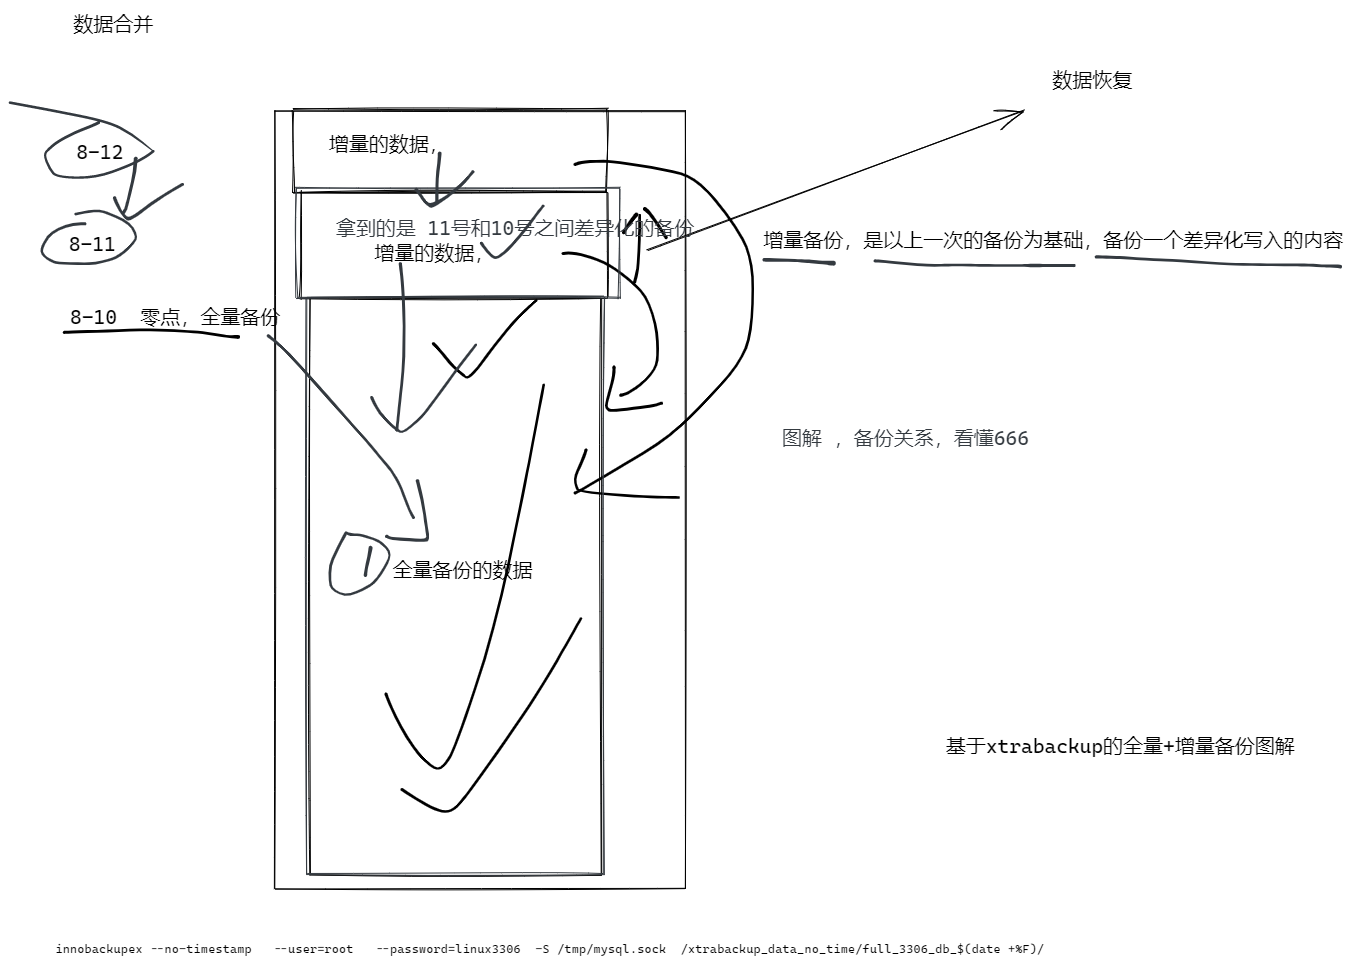 数据合并
数据恢复
增量的数据，
8-12
拿到的是 11号和10号之间差异化的备份
8-11
增量的数据，
增量备份，是以上一次的备份为基础，备份一个差异化写入的内容
8-10 零点，全量备份
图解 ，备份关系，看懂666
1
全量备份的数据
基于xtrabackup的全量+增量备份图解
innobackupex --no-timestamp --user=root --password=linux3306 -S /tmp/mysql.sock /xtrabackup_data_no_time/full_3306_db_$(date +%F)/